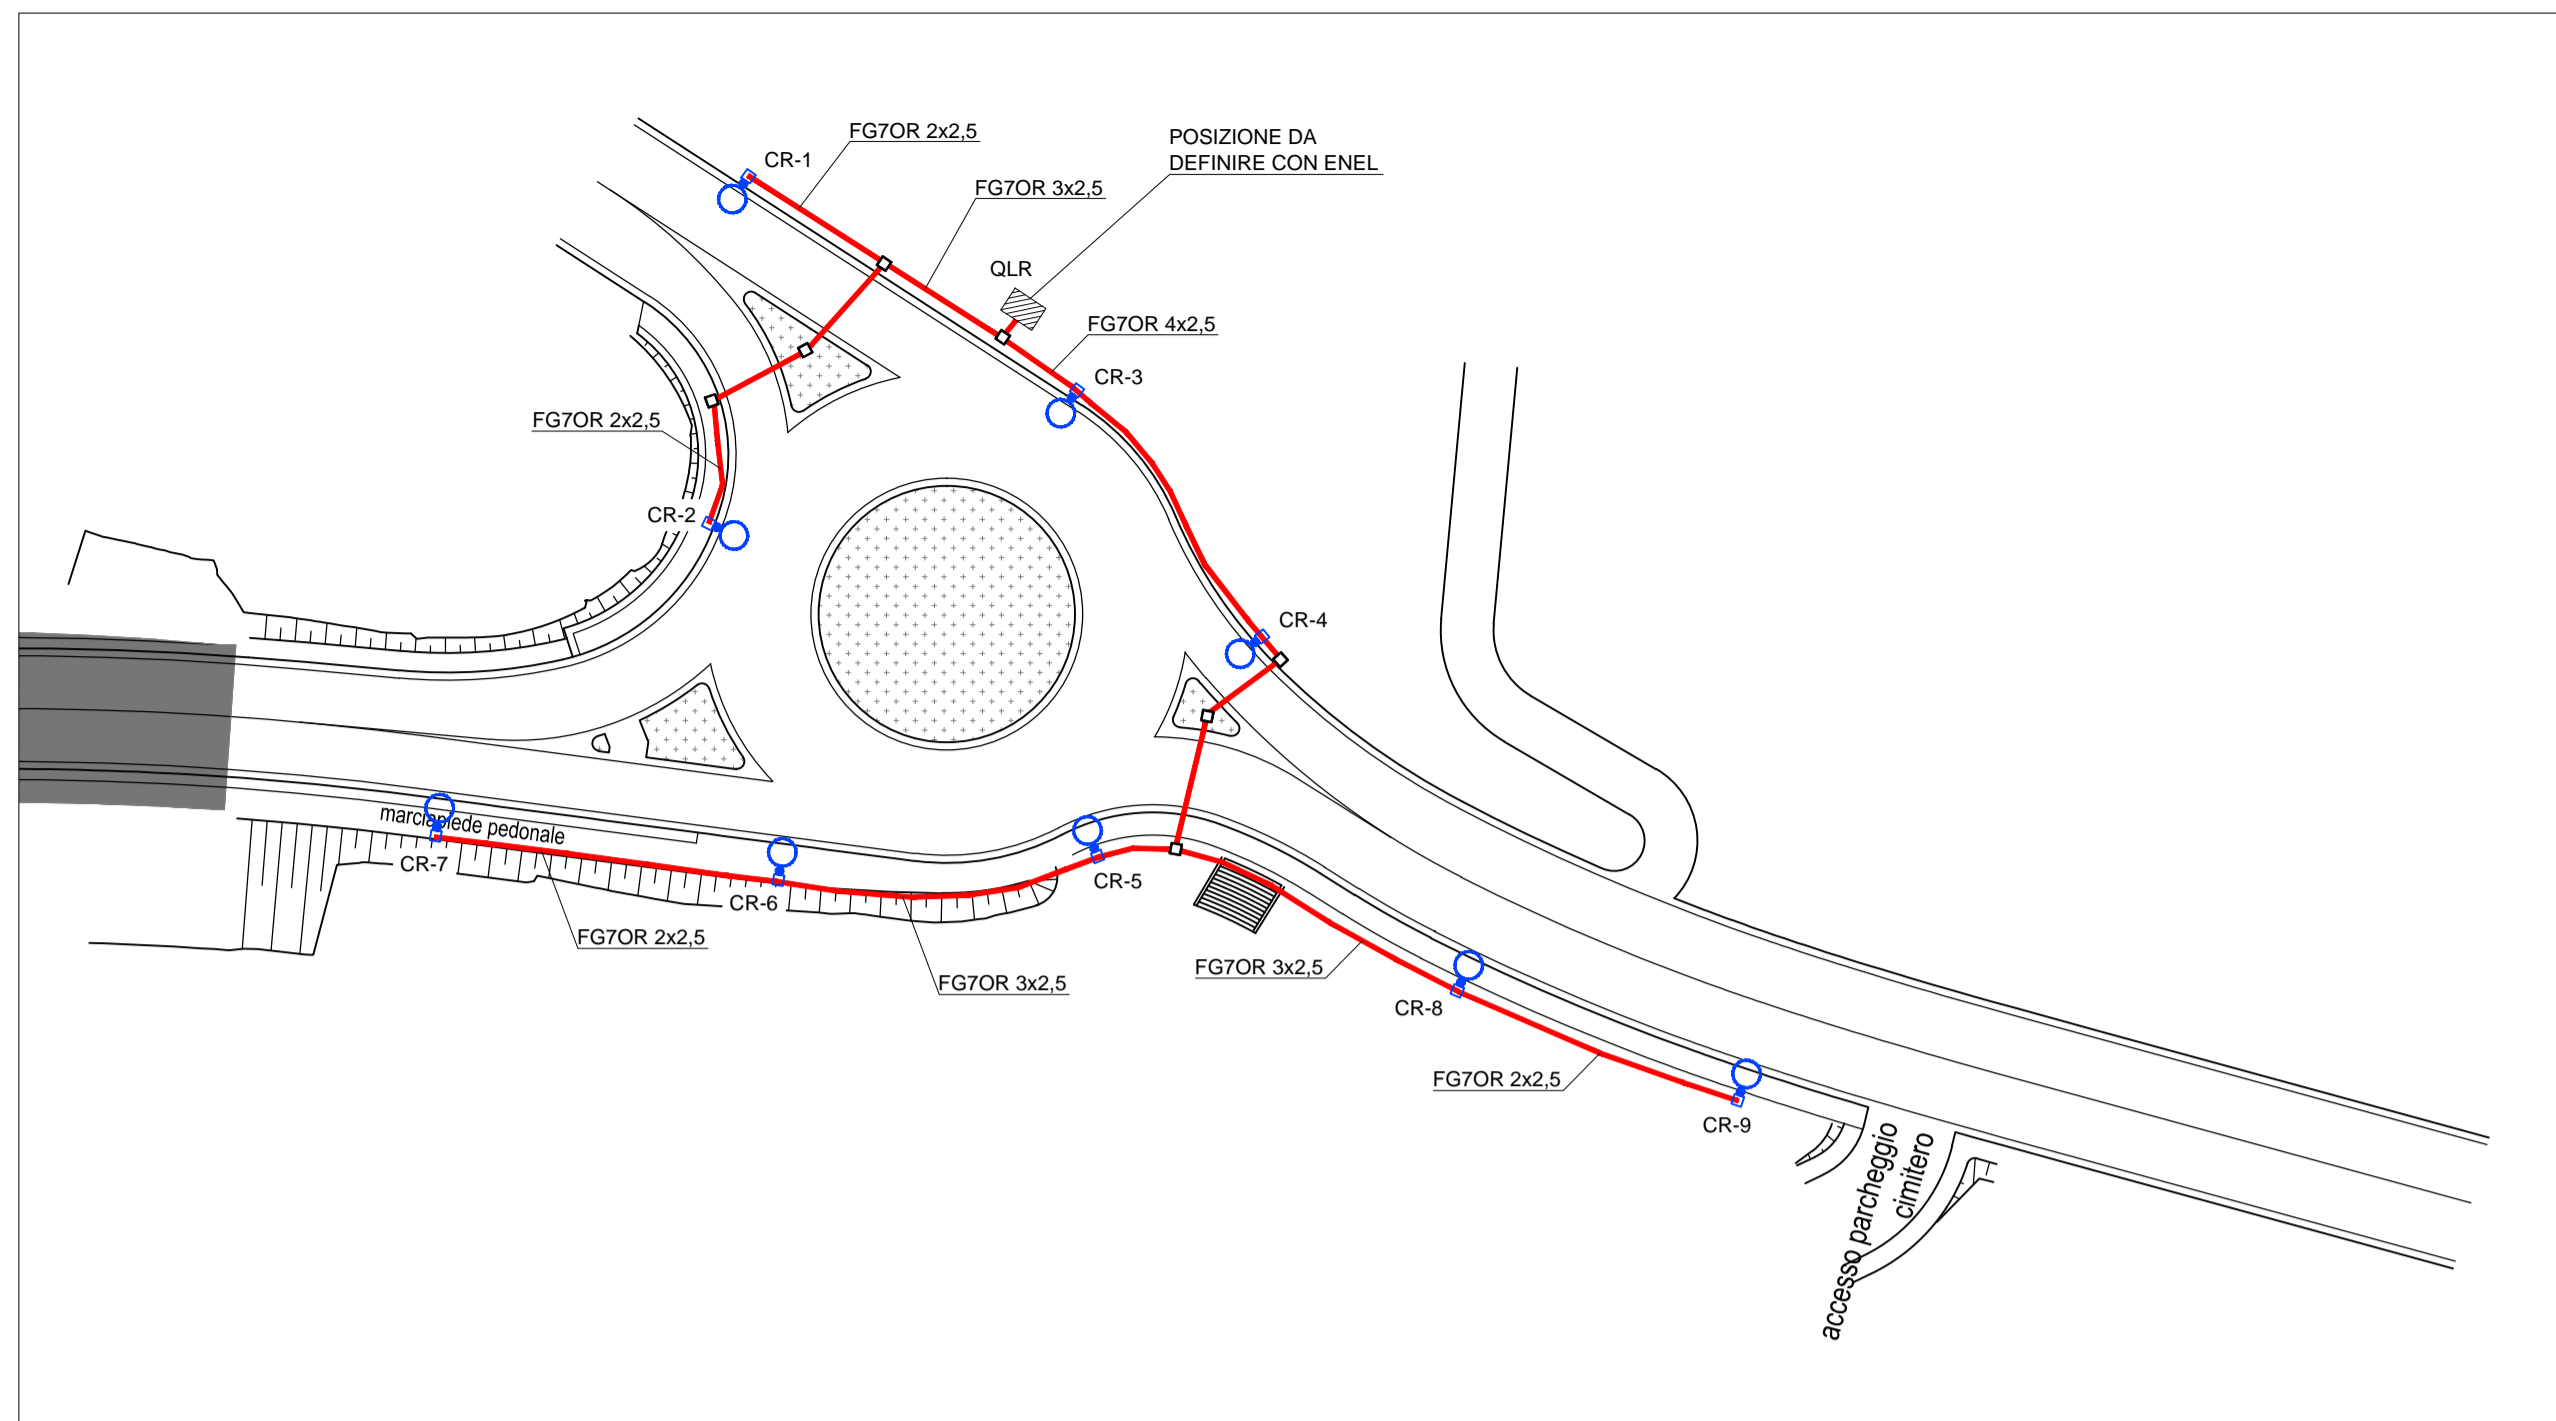 FG7OR 2x2,5
POSIZIONE DA
DEFINIRE CON ENEL
CR-1
FG7OR 3x2,5
QLR
FG7OR 4x2,5
CR-3
FG7OR 2x2,5
CR-2
CR-4
marciapiede pedonale
CR-7
CR-5
CR-6
FG7OR 2x2,5
FG7OR 3x2,5
FG7OR 3x2,5
CR-8
FG7OR 2x2,5
CR-9
accesso parcheggio
cimitero